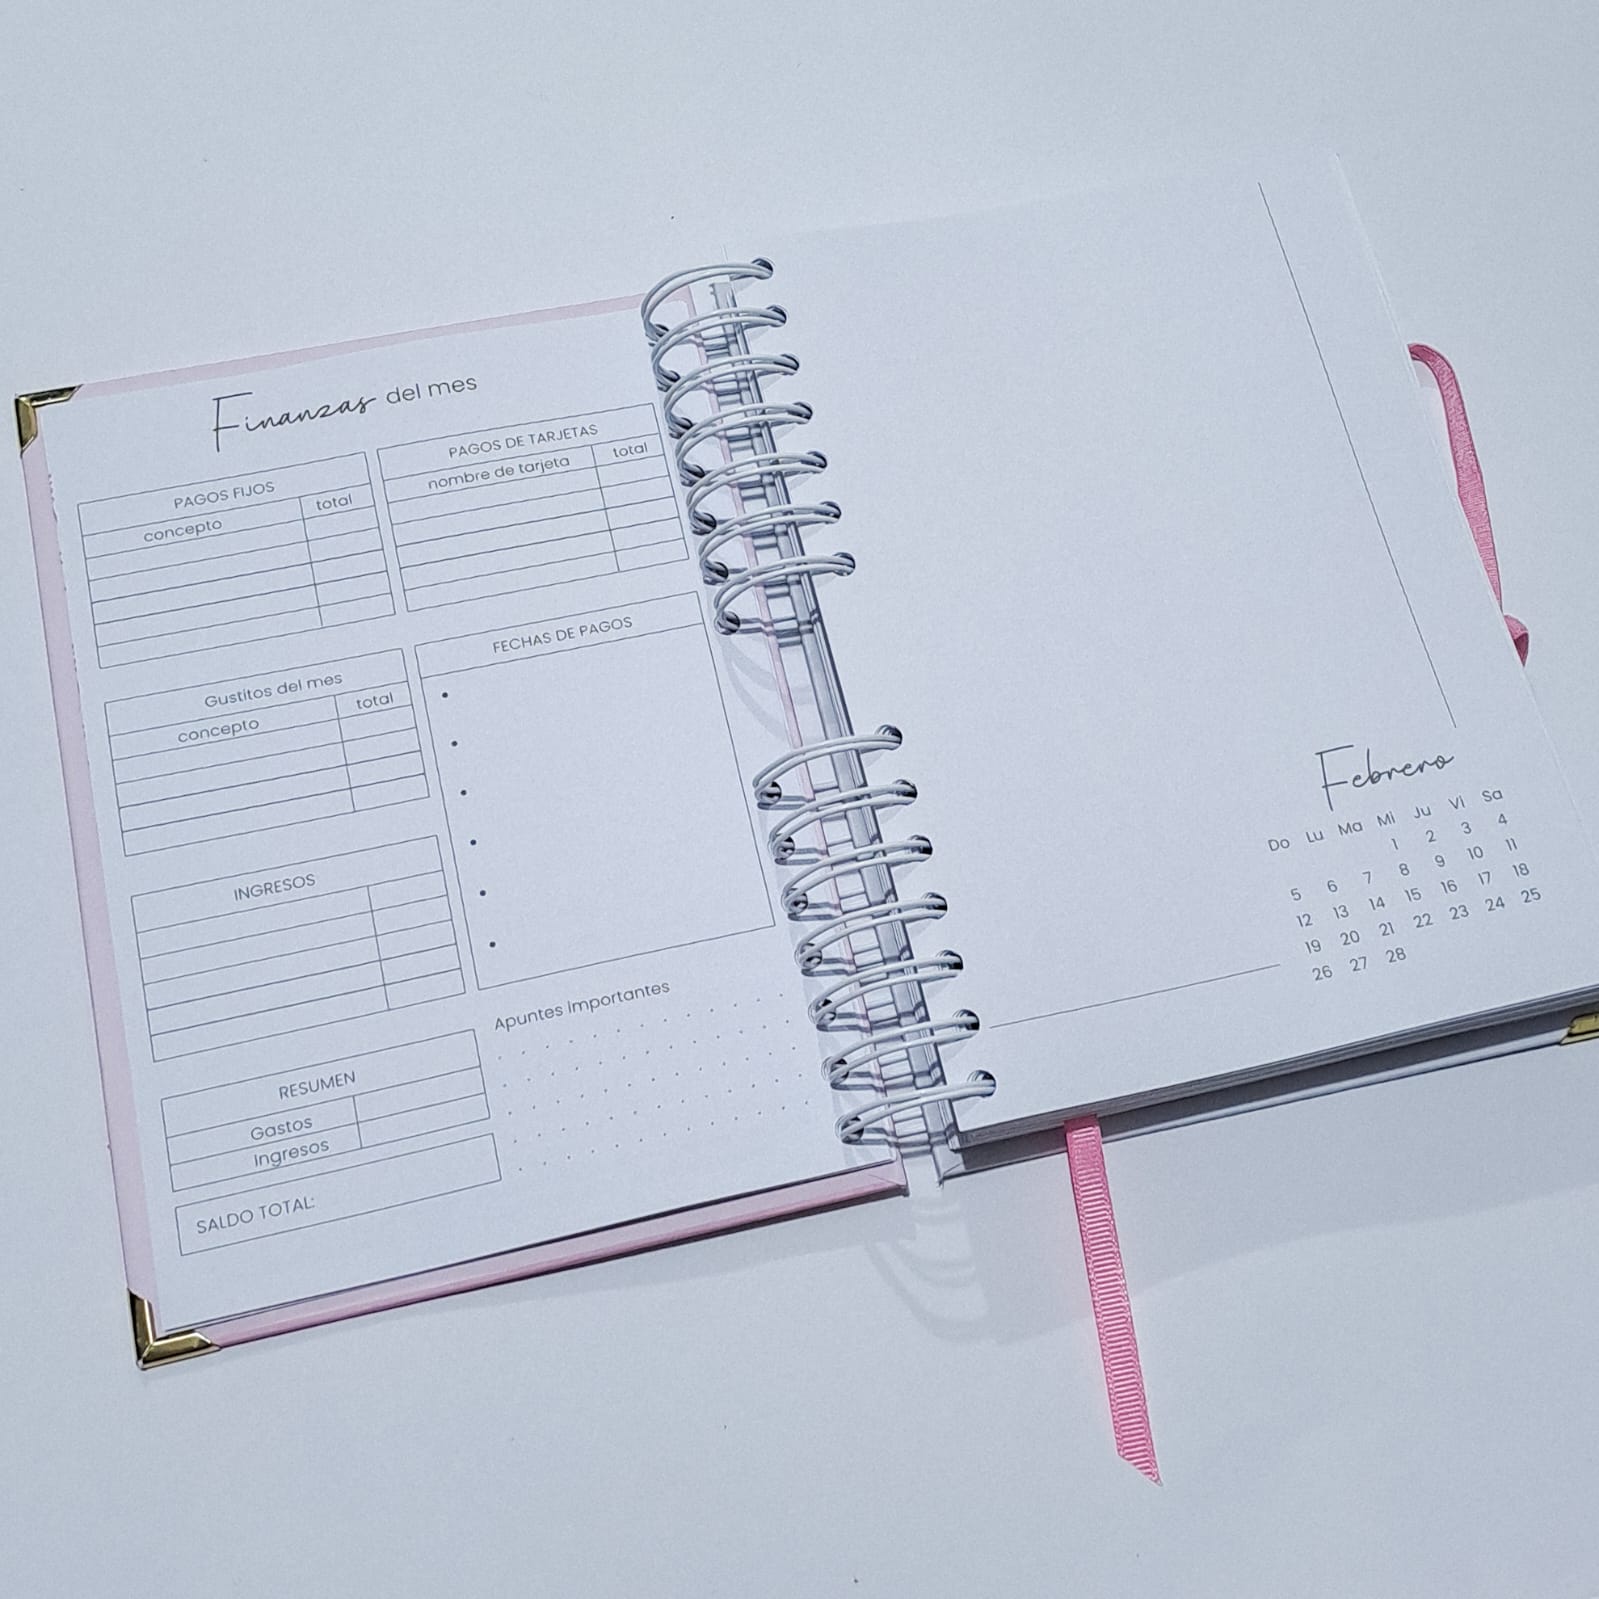 Finanzas del mes
PAGOS FIJOS
concepto total
PAGOS DE TARJETAS
nombre de tarjeta total
Gustitos del mes
concepto total
FECHAS DE PAGOS
INGRESOS
Apuntes importantes
RESUMEN
Gastos
Ingresos
SALDO TOTAL:
Febrero
Do Lu Ma Mi Ju Vi Sa
1 2 3 4
5 6 7 8 9 10 11
12 13 14 15 16 17 18
19 20 21 22 23 24 25
26 27 28